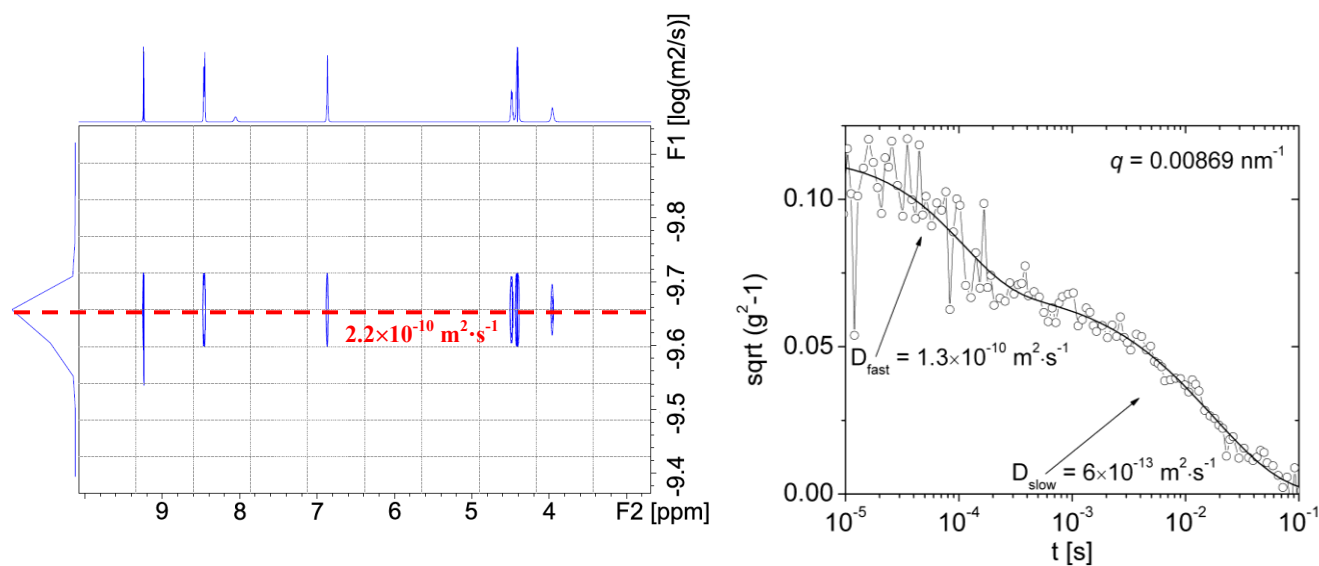 F1 [log(m2/s)]
-9.8
-9.7
-9.6
-9.5
-9.4
2.2×10⁻¹⁰ m²·s⁻¹
9 8 7 6 5 4 F2 [ppm]
q = 0.00869 nm⁻¹
sqrt (g²-1)
0.10
0.05
0.00
D_fast = 1.3×10⁻¹⁰ m²·s⁻¹
D_slow = 6×10⁻¹³ m²·s⁻¹
10⁻⁵ 10⁻⁴ 10⁻³ 10⁻² 10⁻¹
t [s]